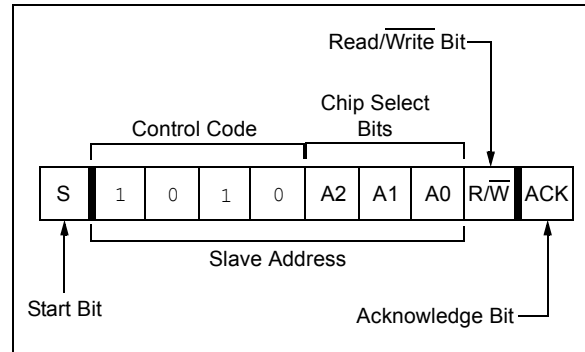 Read/Write Bit
Chip Select
Bits
Control Code
S 1 0 1 0 A2 A1 A0 R/W ACK
Slave Address
Start Bit
Acknowledge Bit